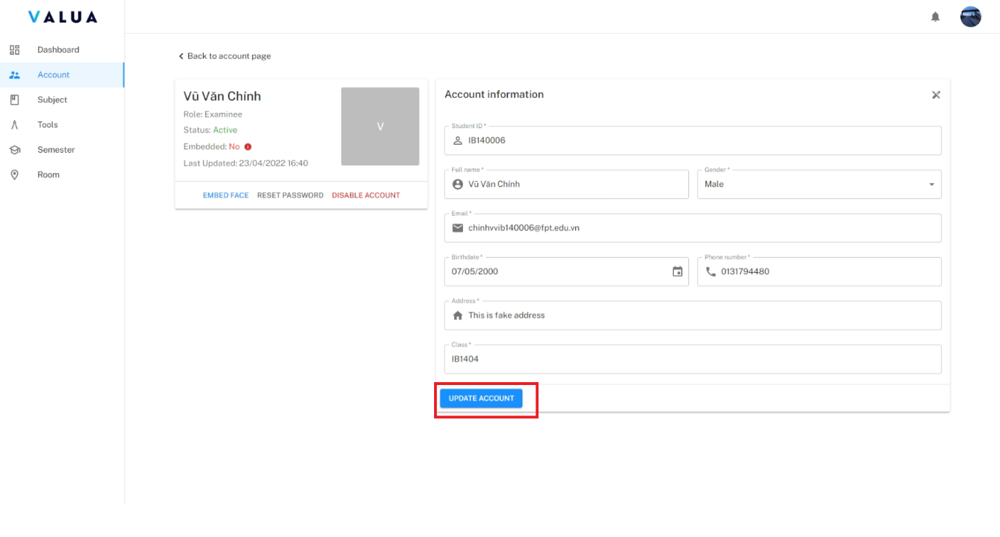 VALUA
Dashboard
Account
Subject
Tools
Semester
Room
Back to account page
Vũ Văn Chính
Role: Examinee
Status: Active
Embedded: No
Last Updated: 23/04/2022 16:40
V
EMBED FACE RESET PASSWORD DISABLE ACCOUNT
Account information
Student ID *
IB140006
Full name *
Vũ Văn Chính
Gender *
Male
Email *
chinhvvib140006@fpt.edu.vn
Birthdate *
07/05/2000
Phone number *
0131794480
Address *
This is fake address
Class *
IB1404
UPDATE ACCOUNT